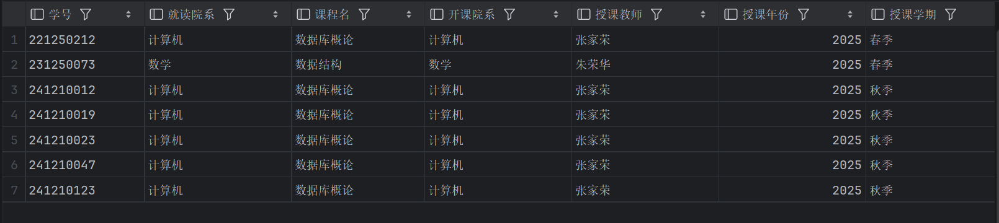 学号 就读院系 课程名 开课院系 授课教师 授课年份 授课学期
1 221250212 计算机 数据库概论 计算机 张家荣 2025 春季
2 231250073 数学 数据结构 数学 朱荣华 2025 春季
3 241210012 计算机 数据库概论 计算机 张家荣 2025 秋季
4 241210019 计算机 数据库概论 计算机 张家荣 2025 秋季
5 241210023 计算机 数据库概论 计算机 张家荣 2025 秋季
6 241210047 计算机 数据库概论 计算机 张家荣 2025 秋季
7 241210123 计算机 数据库概论 计算机 张家荣 2025 秋季